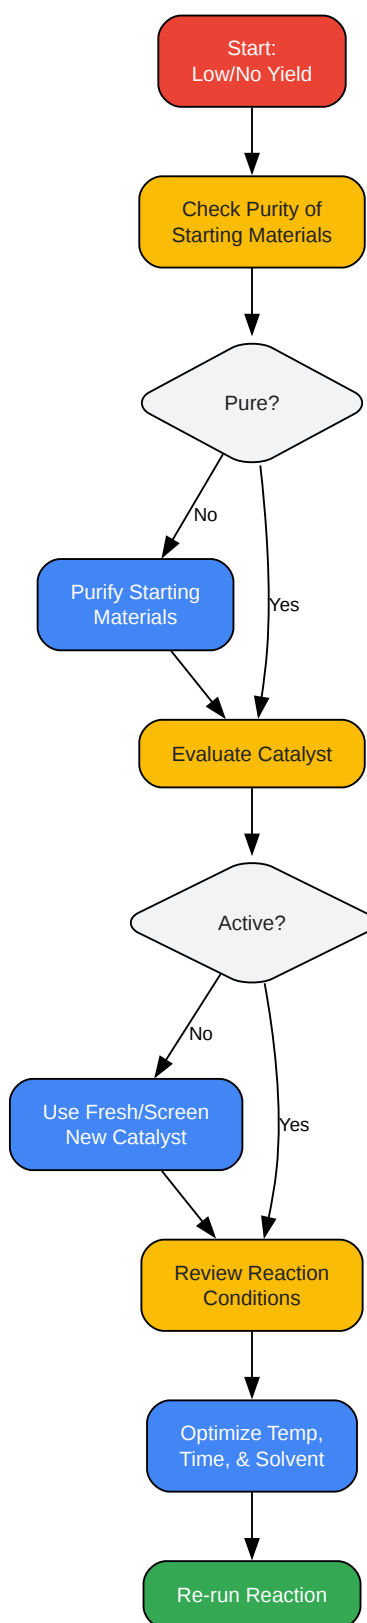 Start:
Low/No Yield
Check Purity of
Starting Materials
Pure?
No
Purify Starting
Materials
Yes
Evaluate Catalyst
Active?
No
Use Fresh/Screen
New Catalyst
Yes
Review Reaction
Conditions
Optimize Temp,
Time, & Solvent
Re-run Reaction